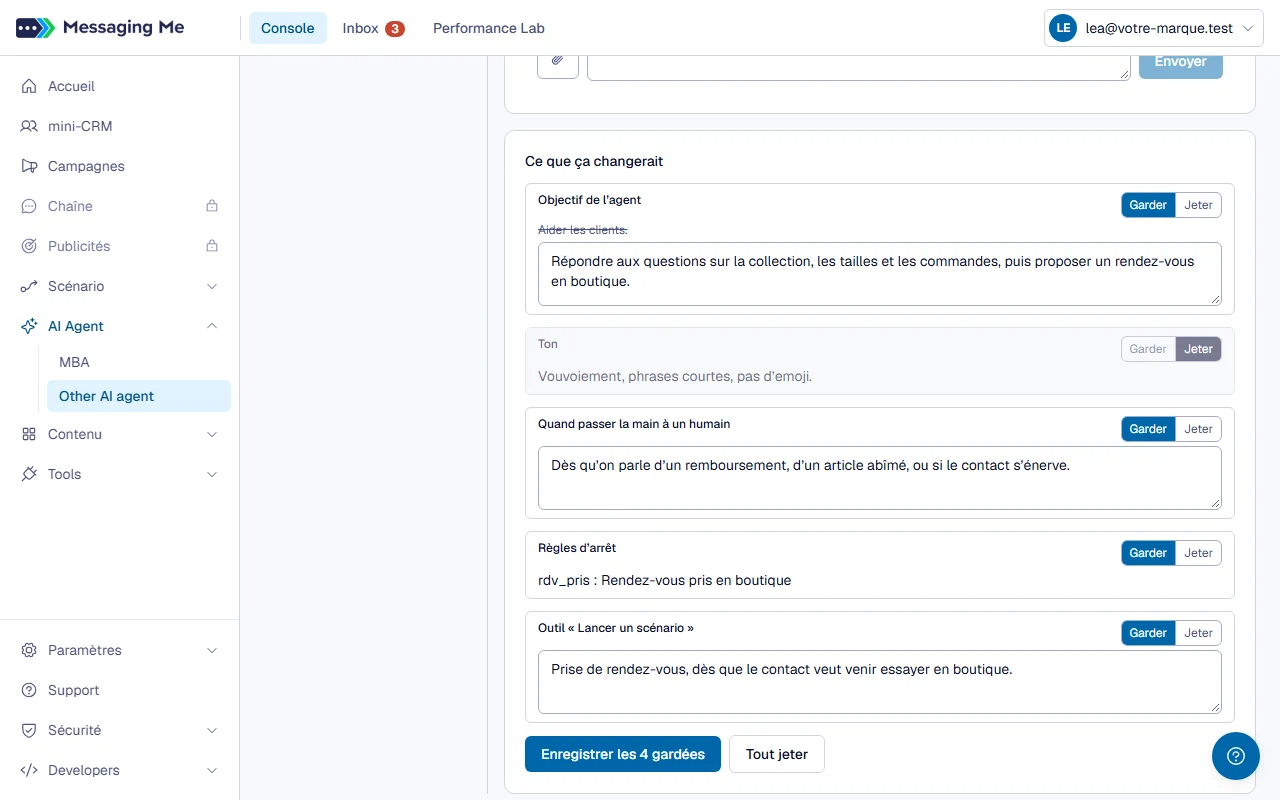 Messaging Me
Console
Inbox 3
Performance Lab
LE lea@votre-marque.test
Accueil
mini-CRM
Campagnes
Chaîne
Publicités
Scénario
AI Agent
MBA
Other AI agent
Contenu
Tools
Paramètres
Support
Sécurité
Developers
Envoyer
Ce que ça changerait
Objectif de l'agent
Garder Jeter
Aider les clients.
Répondre aux questions sur la collection, les tailles et les commandes, puis proposer un rendez-vous
en boutique.
Ton
Garder Jeter
Vouvoiement, phrases courtes, pas d'emoji.
Quand passer la main à un humain
Garder Jeter
Dès qu'on parle d'un remboursement, d'un article abîmé, ou si le contact s'énerve.
Règles d'arrêt
Garder Jeter
rdv_pris : Rendez-vous pris en boutique
Outil « Lancer un scénario »
Garder Jeter
Prise de rendez-vous, dès que le contact veut venir essayer en boutique.
Enregistrer les 4 gardées
Tout jeter